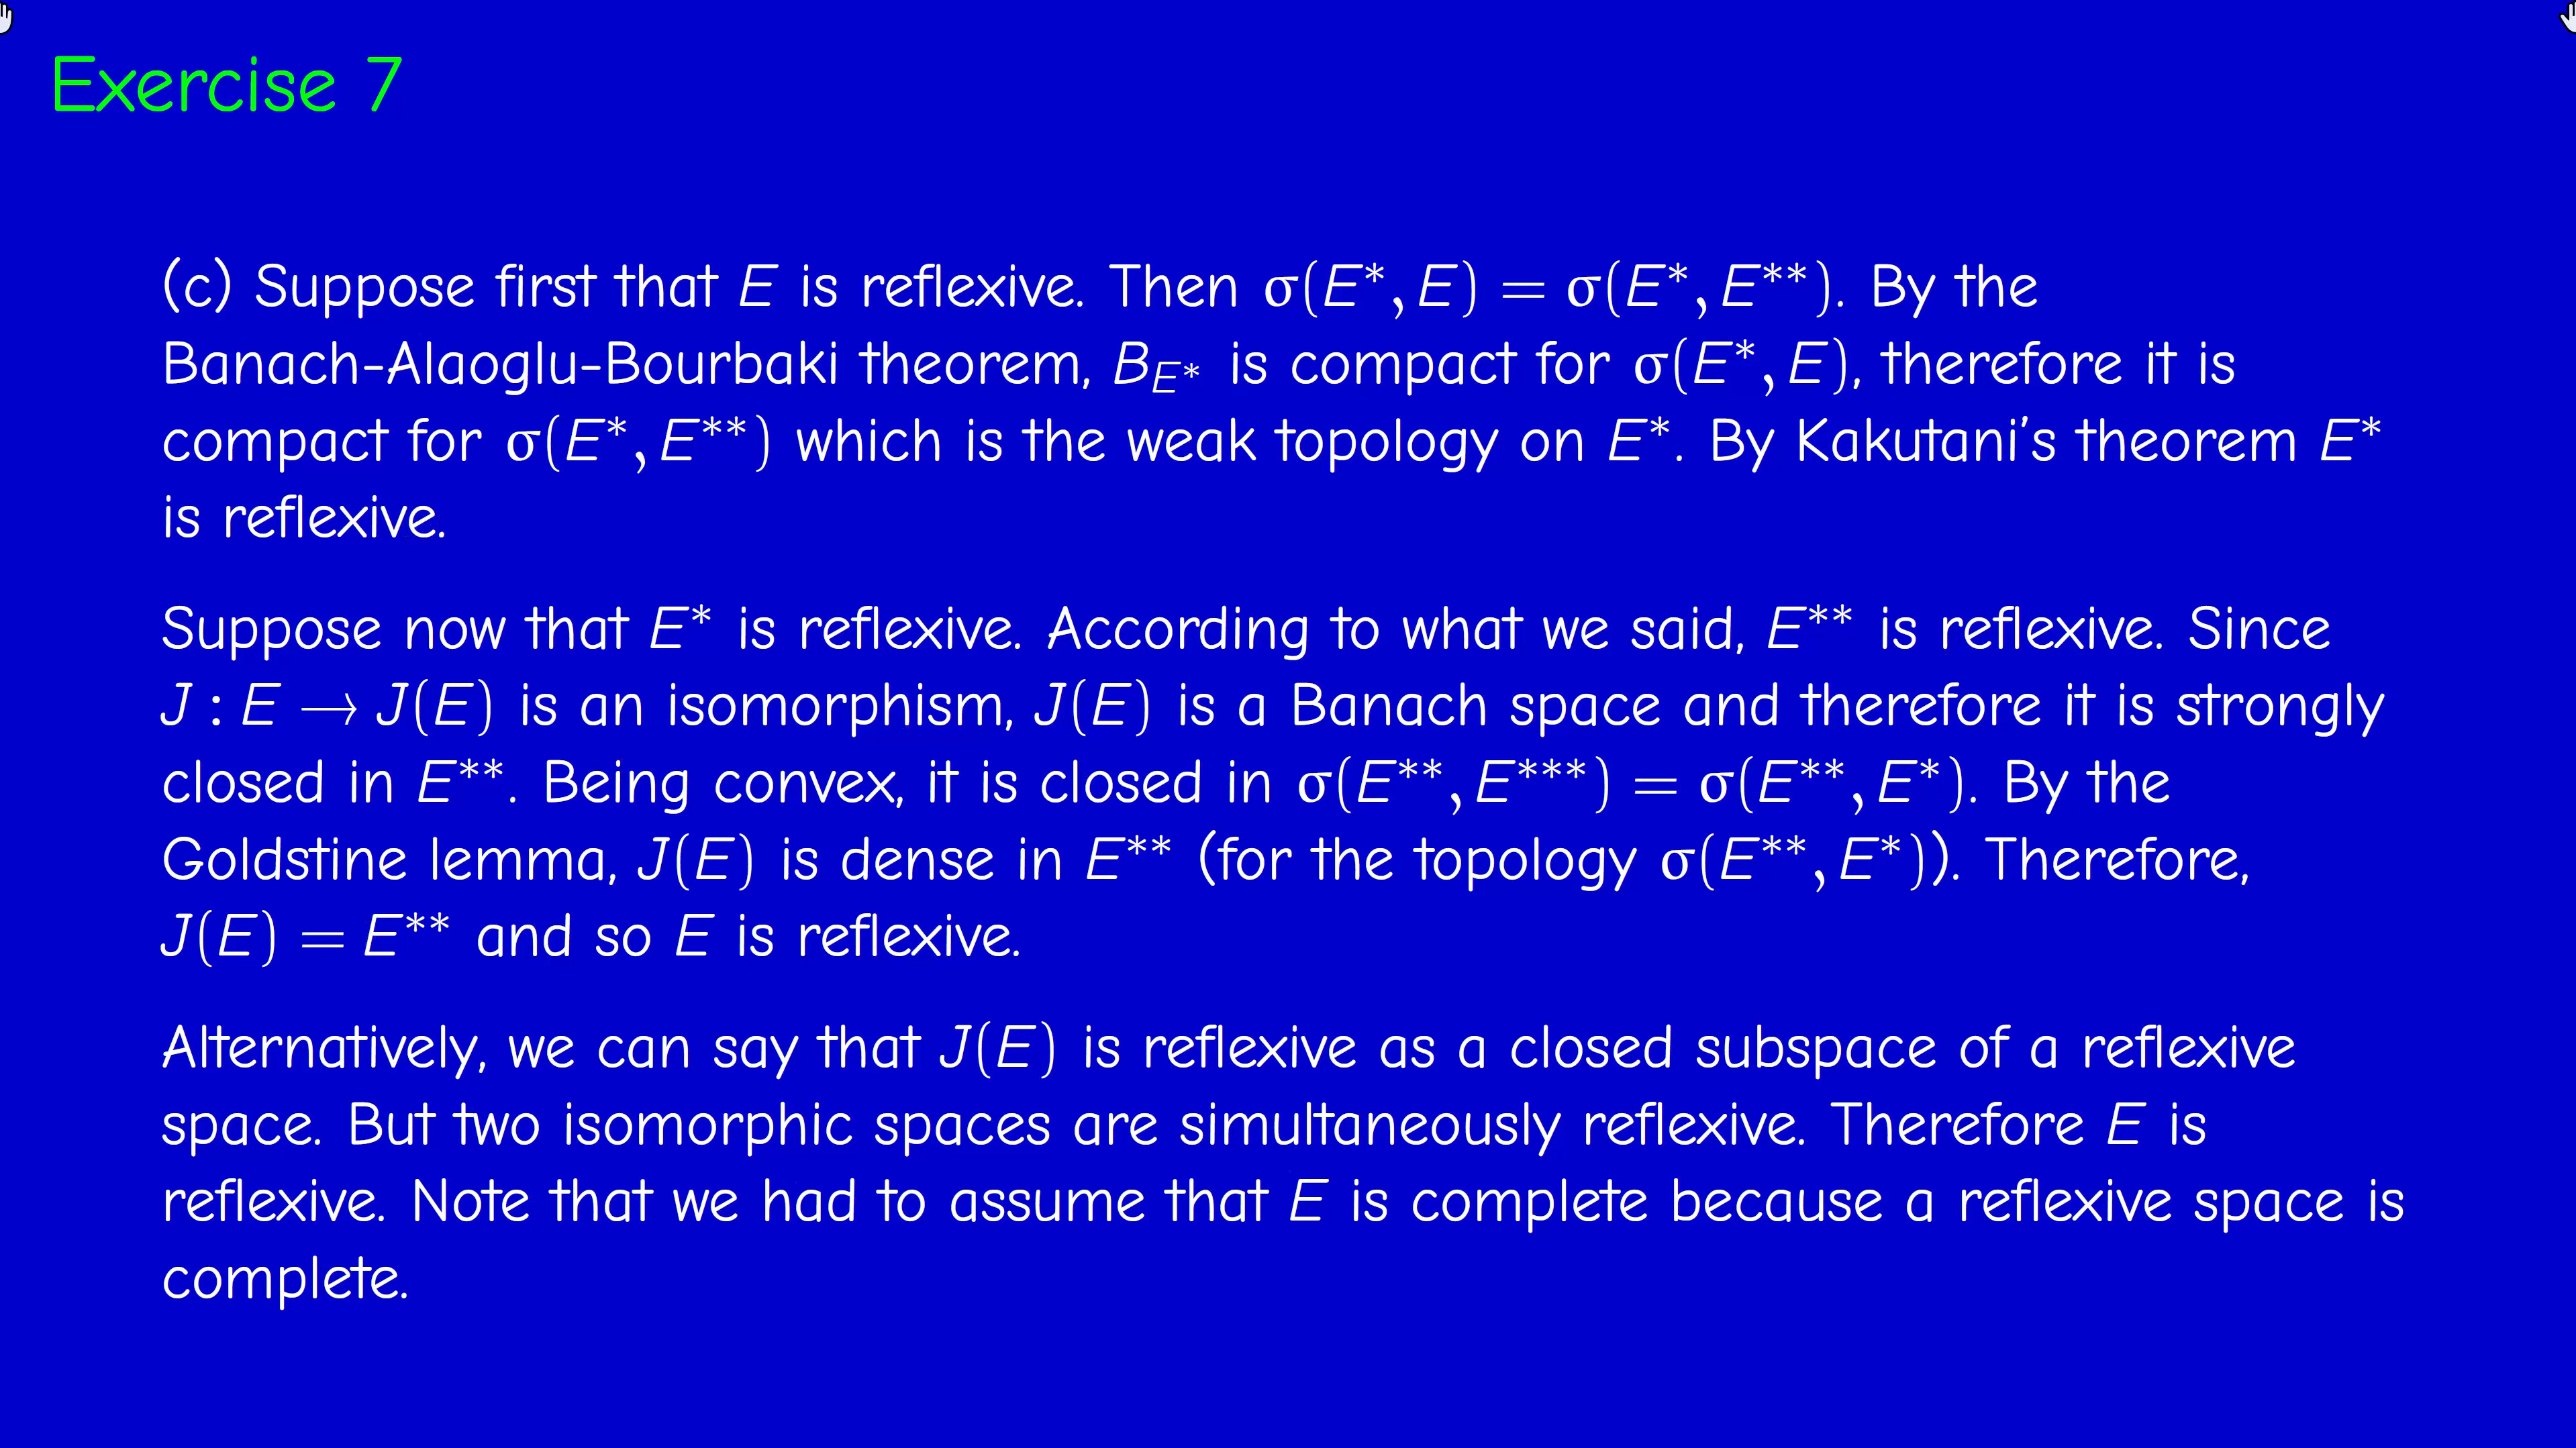 Exercise 7
(c) Suppose first that E is reflexive. Then σ(E*, E) = σ(E*, E**). By the
Banach-Alaoglu-Bourbaki theorem, B_{E*} is compact for σ(E*, E), therefore it is
compact for σ(E*, E**) which is the weak topology on E*. By Kakutani's theorem E*
is reflexive.
Suppose now that E* is reflexive. According to what we said, E** is reflexive. Since
J : E → J(E) is an isomorphism, J(E) is a Banach space and therefore it is strongly
closed in E**. Being convex, it is closed in σ(E**, E***) = σ(E**, E*). By the
Goldstine lemma, J(E) is dense in E** (for the topology σ(E**, E*)). Therefore,
J(E) = E** and so E is reflexive.
Alternatively, we can say that J(E) is reflexive as a closed subspace of a reflexive
space. But two isomorphic spaces are simultaneously reflexive. Therefore E is
reflexive. Note that we had to assume that E is complete because a reflexive space is
complete.